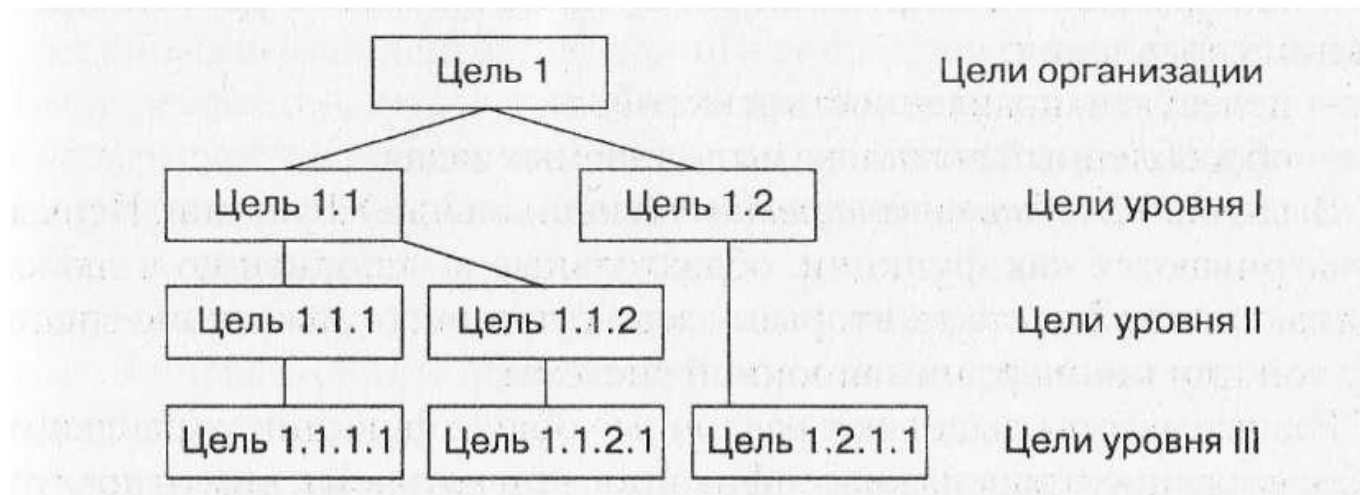 Цель 1 Цели организации
Цель 1.1 Цель 1.2 Цели уровня I
Цель 1.1.1 Цель 1.1.2 Цели уровня II
Цель 1.1.1.1 Цель 1.1.2.1 Цель 1.2.1.1 Цели уровня III